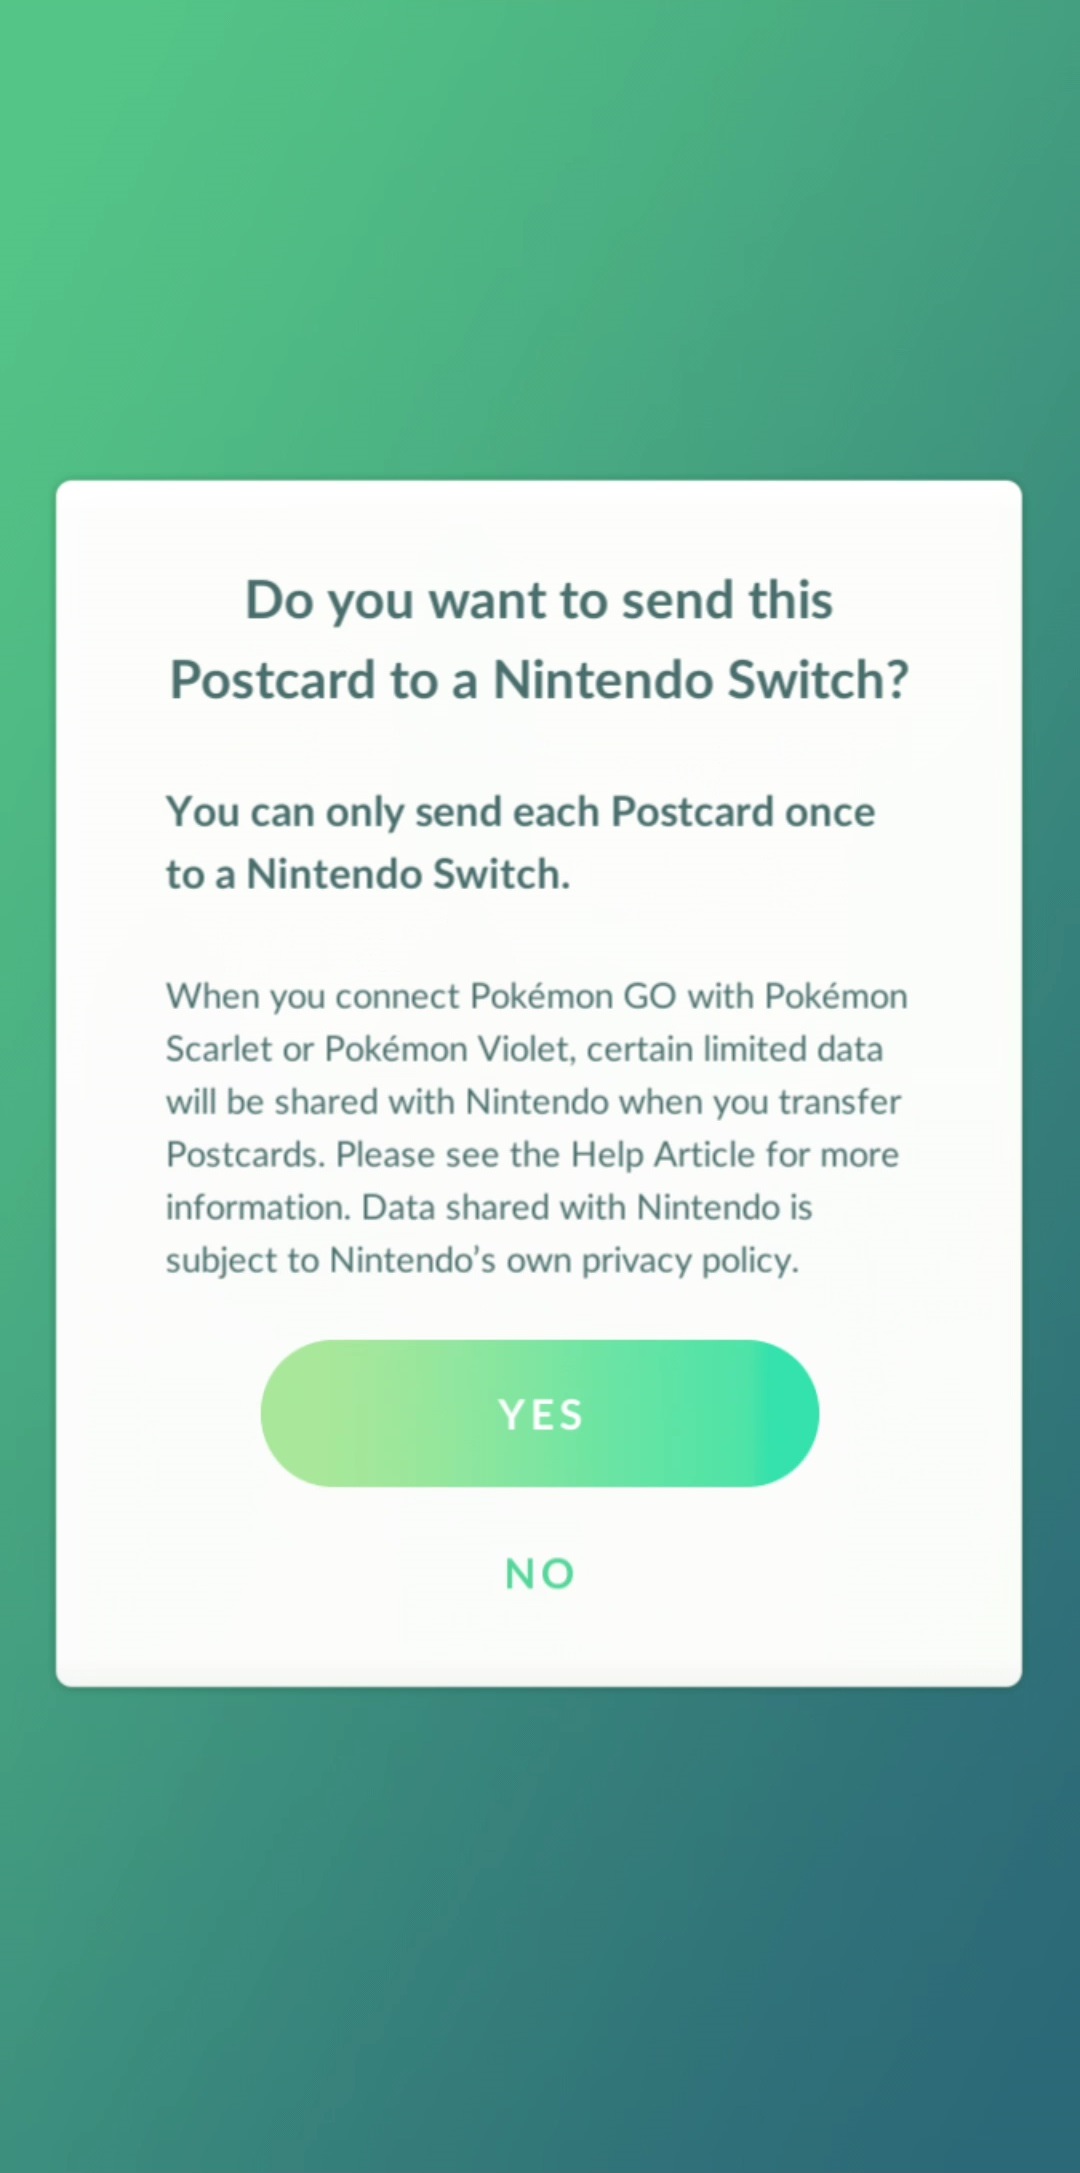 Do you want to send this
Postcard to a Nintendo Switch?
You can only send each Postcard once
to a Nintendo Switch.
When you connect Pokémon GO with Pokémon
Scarlet or Pokémon Violet, certain limited data
will be shared with Nintendo when you transfer
Postcards. Please see the Help Article for more
information. Data shared with Nintendo is
subject to Nintendo’s own privacy policy.
YES
NO